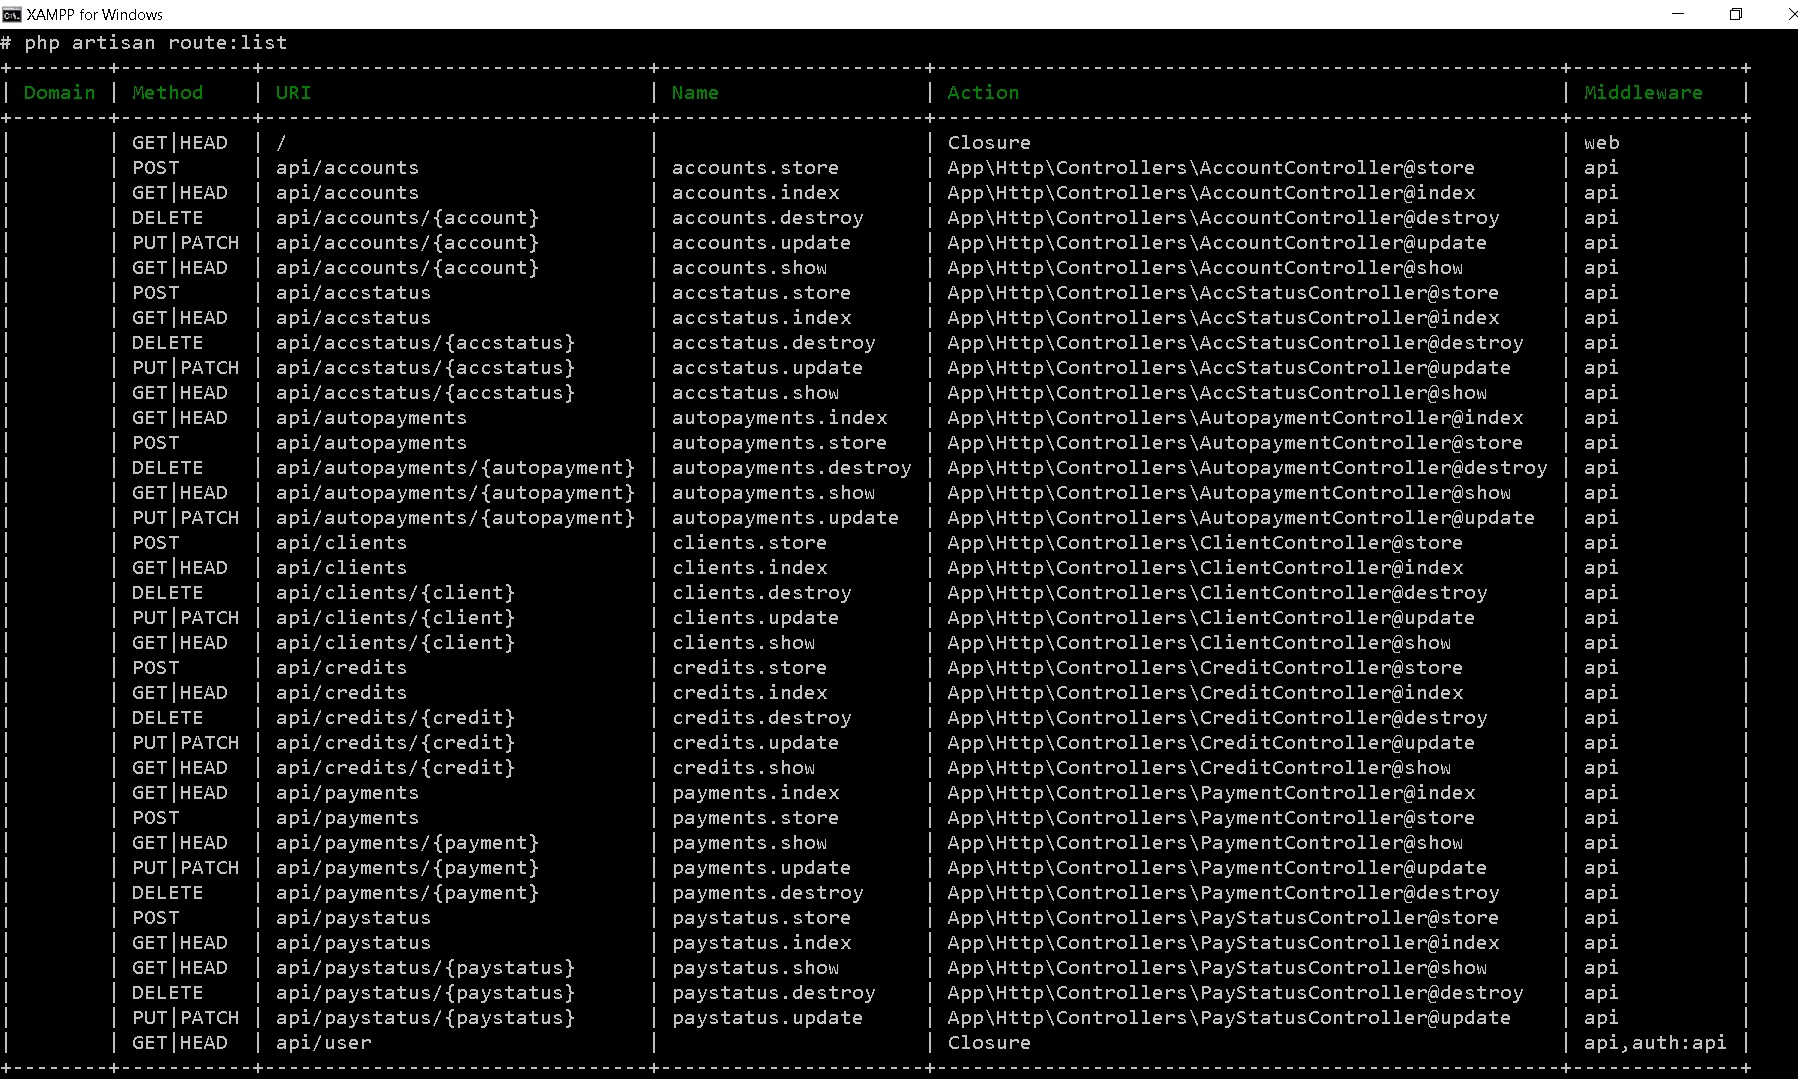 XAMPP for Windows
# php artisan route:list
+--------+-----------+---------------------------------+-----------------------+-----------------------------------------------------+--------------+
| Domain | Method    | URI                             | Name                  | Action                                              | Middleware   |
+--------+-----------+---------------------------------+-----------------------+-----------------------------------------------------+--------------+
|        | GET|HEAD  | /                               |                       | Closure                                             | web          |
|        | POST      | api/accounts                    | accounts.store        | App\Http\Controllers\AccountController@store        | api          |
|        | GET|HEAD  | api/accounts                    | accounts.index        | App\Http\Controllers\AccountController@index        | api          |
|        | DELETE    | api/accounts/{account}          | accounts.destroy      | App\Http\Controllers\AccountController@destroy      | api          |
|        | PUT|PATCH | api/accounts/{account}          | accounts.update       | App\Http\Controllers\AccountController@update       | api          |
|        | GET|HEAD  | api/accounts/{account}          | accounts.show         | App\Http\Controllers\AccountController@show         | api          |
|        | POST      | api/accstatus                   | accstatus.store       | App\Http\Controllers\AccStatusController@store      | api          |
|        | GET|HEAD  | api/accstatus                   | accstatus.index       | App\Http\Controllers\AccStatusController@index      | api          |
|        | DELETE    | api/accstatus/{accstatus}       | accstatus.destroy     | App\Http\Controllers\AccStatusController@destroy    | api          |
|        | PUT|PATCH | api/accstatus/{accstatus}       | accstatus.update      | App\Http\Controllers\AccStatusController@update     | api          |
|        | GET|HEAD  | api/accstatus/{accstatus}       | accstatus.show        | App\Http\Controllers\AccStatusController@show       | api          |
|        | GET|HEAD  | api/autopayments                | autopayments.index    | App\Http\Controllers\AutopaymentController@index    | api          |
|        | POST      | api/autopayments                | autopayments.store    | App\Http\Controllers\AutopaymentController@store    | api          |
|        | DELETE    | api/autopayments/{autopayment}  | autopayments.destroy  | App\Http\Controllers\AutopaymentController@destroy  | api          |
|        | GET|HEAD  | api/autopayments/{autopayment}  | autopayments.show     | App\Http\Controllers\AutopaymentController@show     | api          |
|        | PUT|PATCH | api/autopayments/{autopayment}  | autopayments.update   | App\Http\Controllers\AutopaymentController@update   | api          |
|        | POST      | api/clients                     | clients.store         | App\Http\Controllers\ClientController@store         | api          |
|        | GET|HEAD  | api/clients                     | clients.index         | App\Http\Controllers\ClientController@index         | api          |
|        | DELETE    | api/clients/{client}            | clients.destroy       | App\Http\Controllers\ClientController@destroy       | api          |
|        | PUT|PATCH | api/clients/{client}            | clients.update        | App\Http\Controllers\ClientController@update        | api          |
|        | GET|HEAD  | api/clients/{client}            | clients.show          | App\Http\Controllers\ClientController@show          | api          |
|        | POST      | api/credits                     | credits.store         | App\Http\Controllers\CreditController@store         | api          |
|        | GET|HEAD  | api/credits                     | credits.index         | App\Http\Controllers\CreditController@index         | api          |
|        | DELETE    | api/credits/{credit}            | credits.destroy       | App\Http\Controllers\CreditController@destroy       | api          |
|        | PUT|PATCH | api/credits/{credit}            | credits.update        | App\Http\Controllers\CreditController@update        | api          |
|        | GET|HEAD  | api/credits/{credit}            | credits.show          | App\Http\Controllers\CreditController@show          | api          |
|        | GET|HEAD  | api/payments                    | payments.index        | App\Http\Controllers\PaymentController@index        | api          |
|        | POST      | api/payments                    | payments.store        | App\Http\Controllers\PaymentController@store        | api          |
|        | GET|HEAD  | api/payments/{payment}          | payments.show         | App\Http\Controllers\PaymentController@show         | api          |
|        | PUT|PATCH | api/payments/{payment}          | payments.update       | App\Http\Controllers\PaymentController@update       | api          |
|        | DELETE    | api/payments/{payment}          | payments.destroy      | App\Http\Controllers\PaymentController@destroy      | api          |
|        | POST      | api/paystatus                   | paystatus.store       | App\Http\Controllers\PayStatusController@store      | api          |
|        | GET|HEAD  | api/paystatus                   | paystatus.index       | App\Http\Controllers\PayStatusController@index      | api          |
|        | GET|HEAD  | api/paystatus/{paystatus}       | paystatus.show        | App\Http\Controllers\PayStatusController@show       | api          |
|        | DELETE    | api/paystatus/{paystatus}       | paystatus.destroy     | App\Http\Controllers\PayStatusController@destroy    | api          |
|        | PUT|PATCH | api/paystatus/{paystatus}       | paystatus.update      | App\Http\Controllers\PayStatusController@update     | api          |
|        | GET|HEAD  | api/user                        |                       | Closure                                             | api,auth:api |
+--------+-----------+---------------------------------+-----------------------+-----------------------------------------------------+--------------+